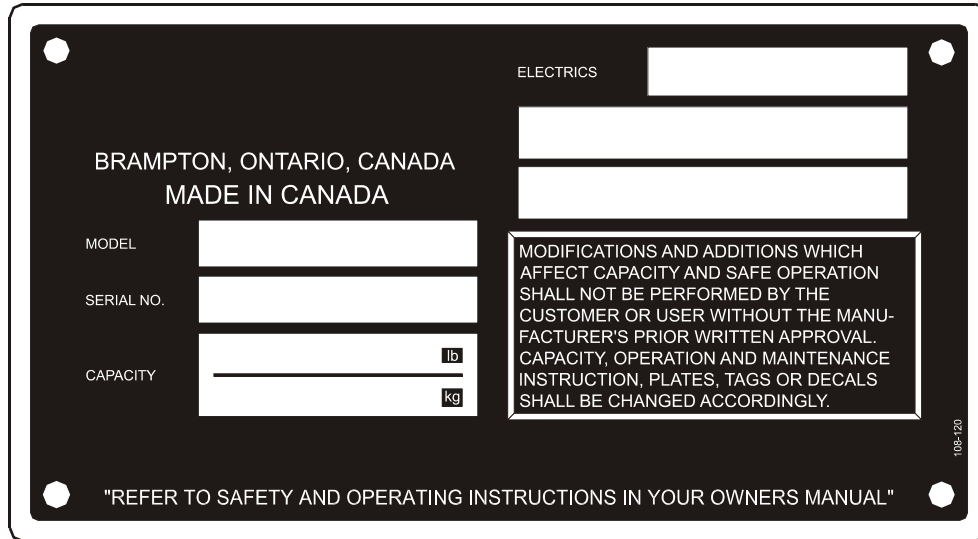 ELECTRICS
BRAMPTON, ONTARIO, CANADA
MADE IN CANADA
MODEL
SERIAL NO.
CAPACITY
lb
kg
MODIFICATIONS AND ADDITIONS WHICH
AFFECT CAPACITY AND SAFE OPERATION
SHALL NOT BE PERFORMED BY THE
CUSTOMER OR USER WITHOUT THE MANU-
FACTURER'S PRIOR WRITTEN APPROVAL.
CAPACITY, OPERATION AND MAINTENANCE
INSTRUCTION, PLATES, TAGS OR DECALS
SHALL BE CHANGED ACCORDINGLY.
108-120
"REFER TO SAFETY AND OPERATING INSTRUCTIONS IN YOUR OWNERS MANUAL"